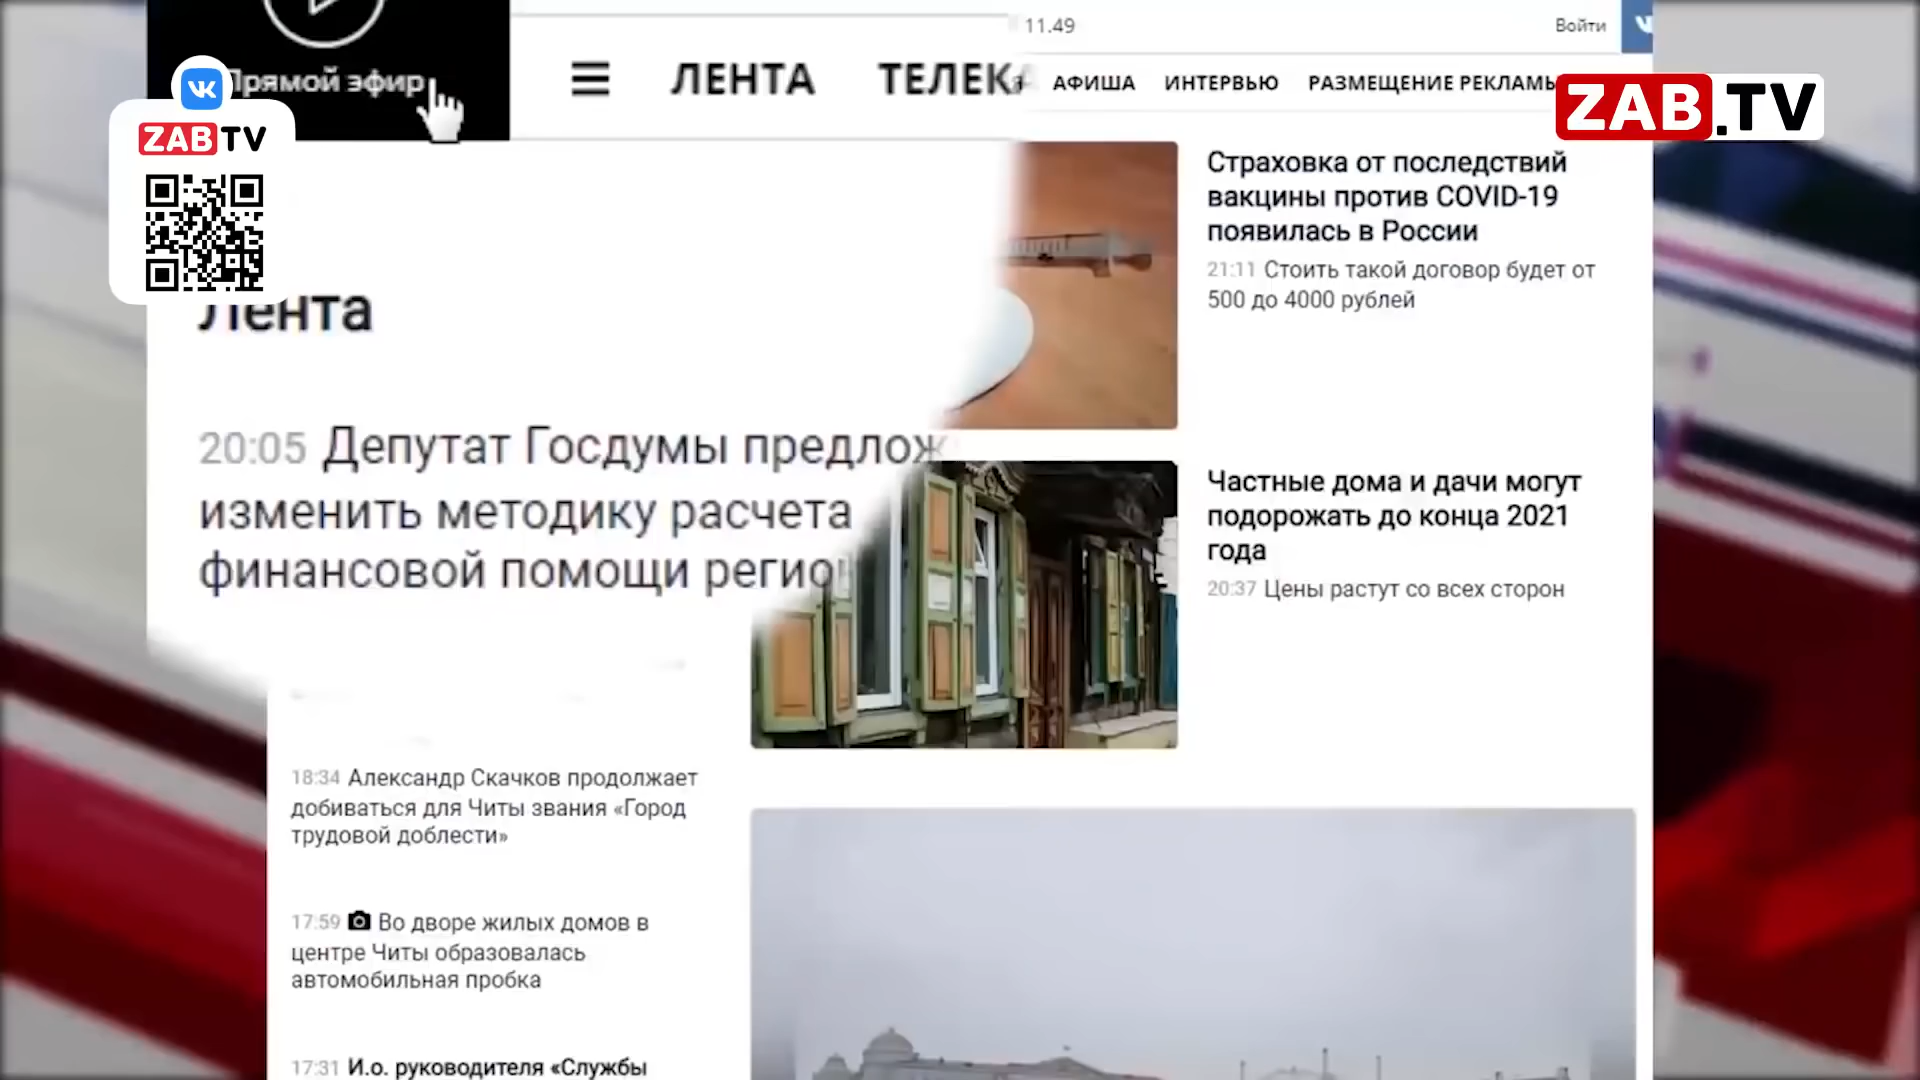 Прямой эфир
ЛЕНТА
11.49
Войти
АФИША ИНТЕРВЬЮ РАЗМЕЩЕНИЕ РЕКЛАМЫ
ZAB.TV
ZAB TV
Лента
20:05 Депутат Госдумы
изменить методику расчета
финансовой помощи
18:34 Александр Скачков продолжает
добиваться для Читы звания «Город
трудовой доблести»
17:59 Во дворе жилых домов в
центре Читы образовалась
автомобильная пробка
17:31 И.о. руководителя «Службы
Страховка от последствий
вакцины против COVID-19
появилась в России
21:11 Стоить такой договор будет от
500 до 4000 рублей
Частные дома и дачи могут
подорожать до конца 2021
года
20:37 Цены растут со всех сторон